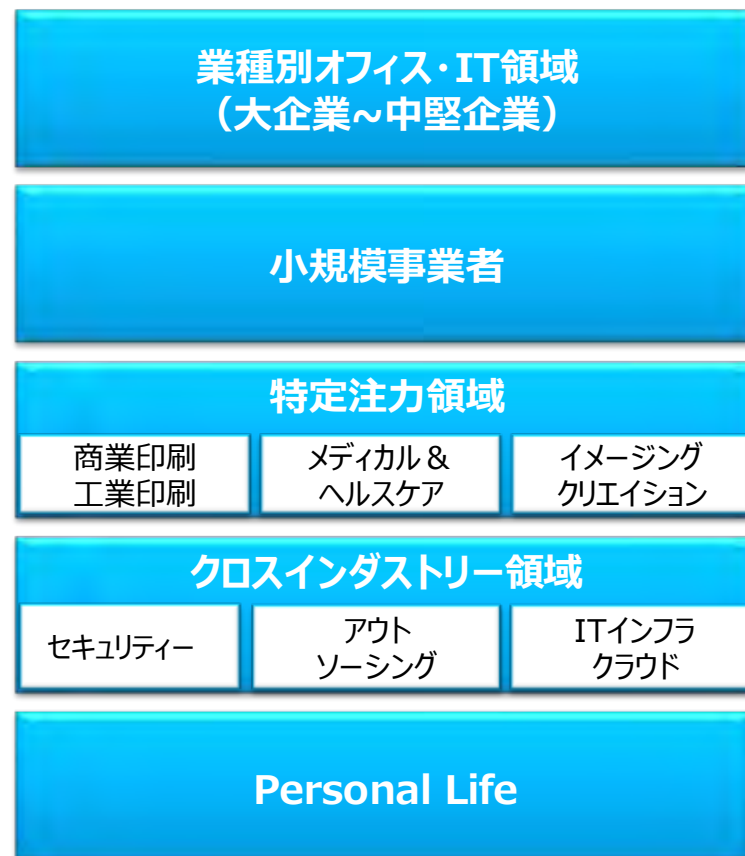 業種別オフィス・IT領域
（大企業~中堅企業）
小規模事業者
特定注力領域
商業印刷
工業印刷
メディカル＆
ヘルスケア
イメージング
クリエイション
クロスインダストリー領域
セキュリティー
アウト
ソーシング
ITインフラ
クラウド
Personal Life